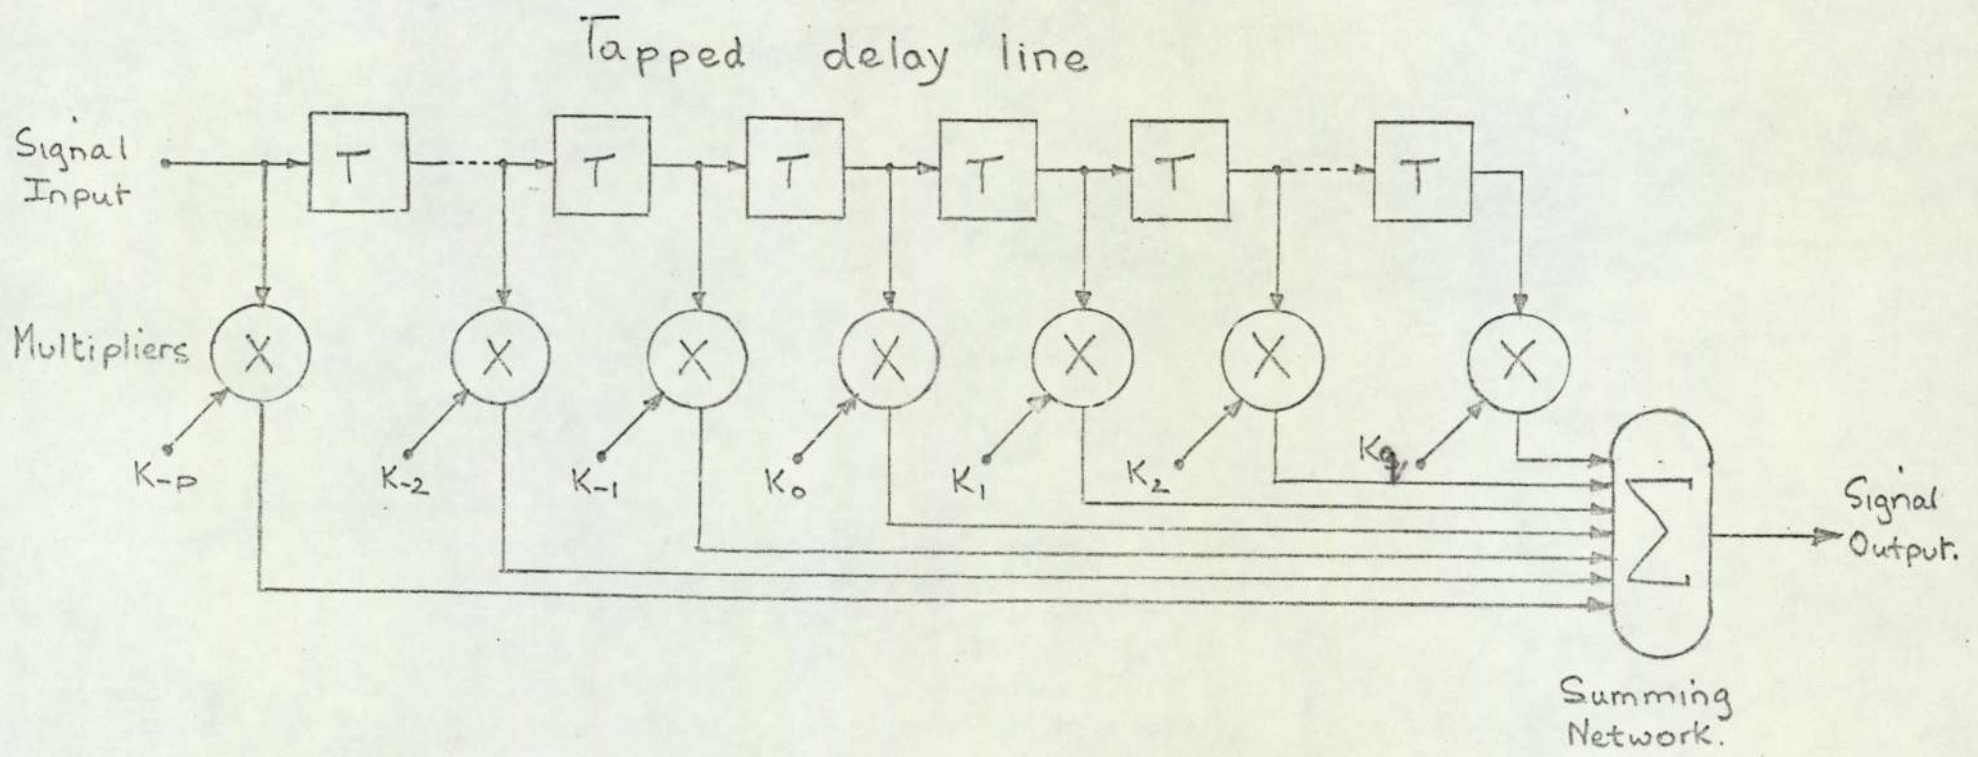 Tapped delay line
Signal
Input
T T T T T T
Multipliers X X X X X X X
K-p K-2 K-1 K0 K1 K2 Kq
Σ
Signal
Output.
Summing
Network.